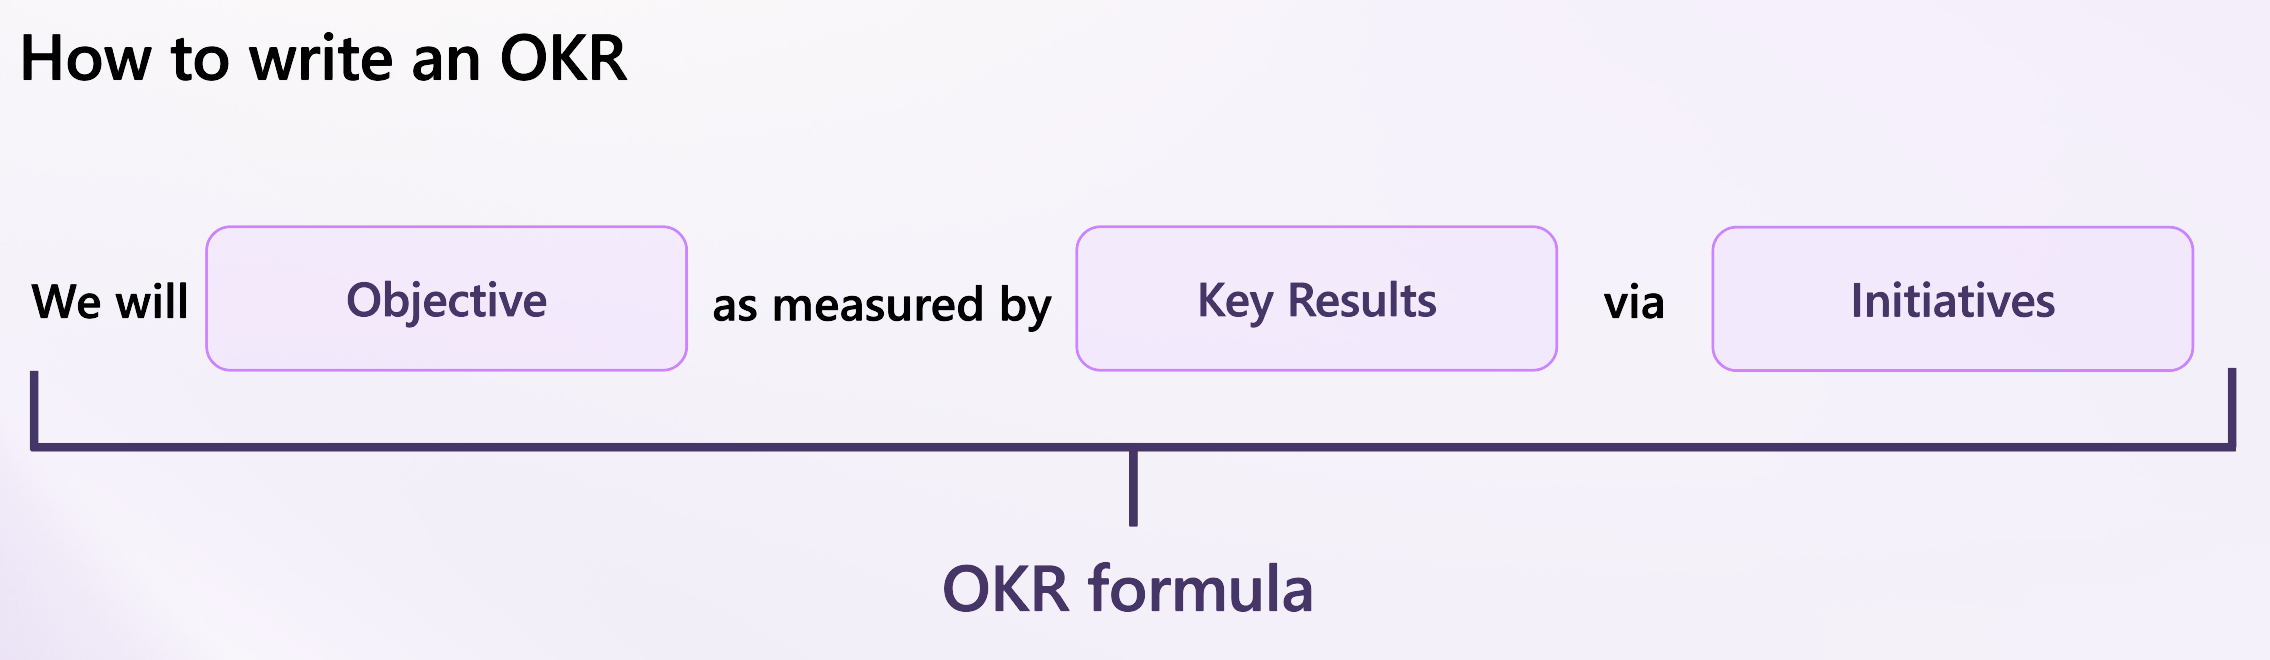 How to write an OKR
We will Objective as measured by Key Results via Initiatives
OKR formula